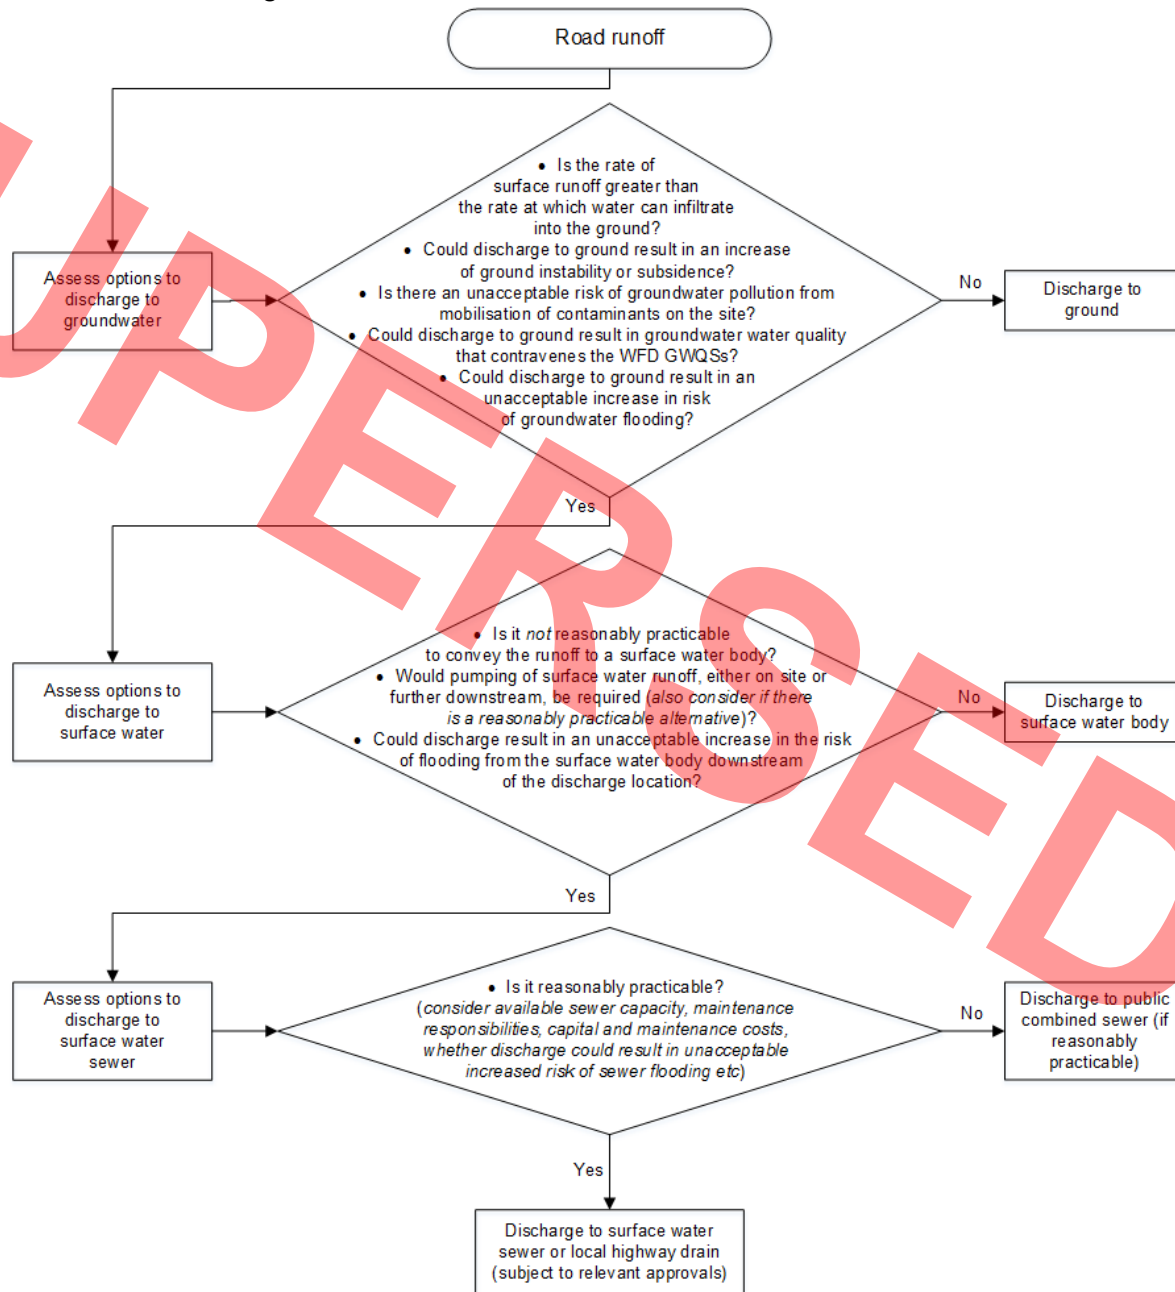 Road runoff
• Is the rate of
surface runoff greater than
the rate at which water can infiltrate
into the ground?
• Could discharge to ground result in an increase
of ground instability or subsidence?
• Is there an unacceptable risk of groundwater pollution from
mobilisation of contaminants on the site?
• Could discharge to ground result in groundwater water quality
that contravenes the WFD GWQSs?
• Could discharge to ground result in an
unacceptable increase in risk
of groundwater flooding?
Assess options to
discharge to
groundwater
No
Discharge to
ground
Yes
• Is it not reasonably practicable
to convey the runoff to a surface water body?
• Would pumping of surface water runoff, either on site or
further downstream, be required (also consider if there
is a reasonably practicable alternative)?
• Could discharge result in an unacceptable increase in the risk
of flooding from the surface water body downstream
of the discharge location?
Assess options to
discharge to
surface water
No
Discharge to
surface water body
Yes
• Is it reasonably practicable?
(consider available sewer capacity, maintenance
responsibilities, capital and maintenance costs,
whether discharge could result in unacceptable
increased risk of sewer flooding etc)
Assess options to
discharge to
surface water
sewer
No
Discharge to public
combined sewer (if
reasonably
practicable)
Yes
Discharge to surface water
sewer or local highway drain
(subject to relevant approvals)
UPERSED